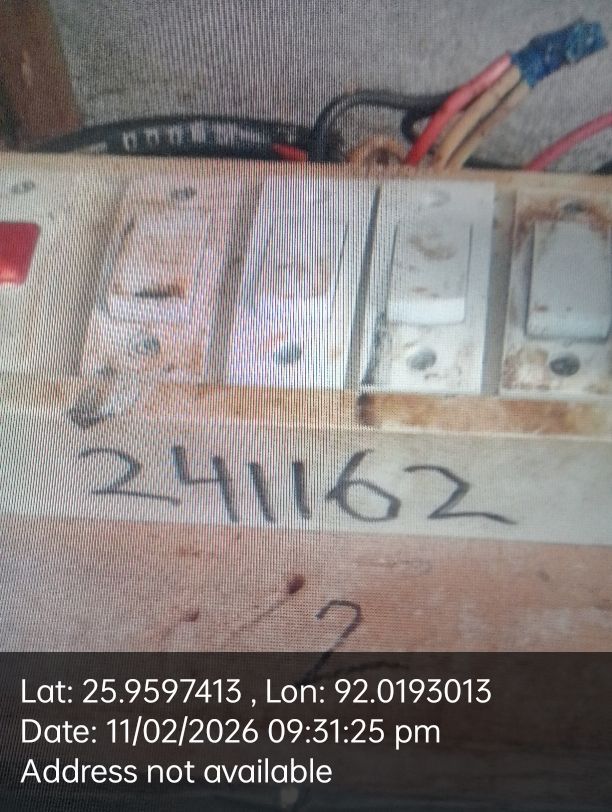 241162
2
Lat: 25.9597413 , Lon: 92.0193013
Date: 11/02/2026 09:31:25 pm
Address not available